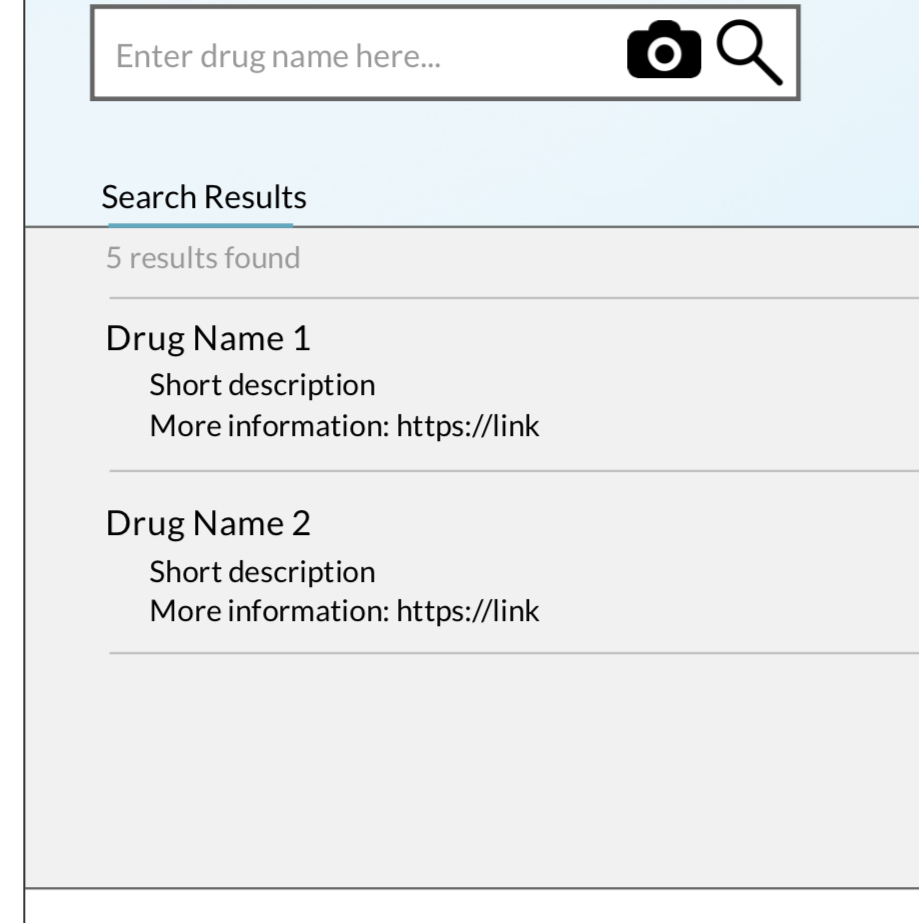 Enter drug name here...
Search Results
5 results found
Drug Name 1
Short description
More information: https://link
Drug Name 2
Short description
More information: https://link